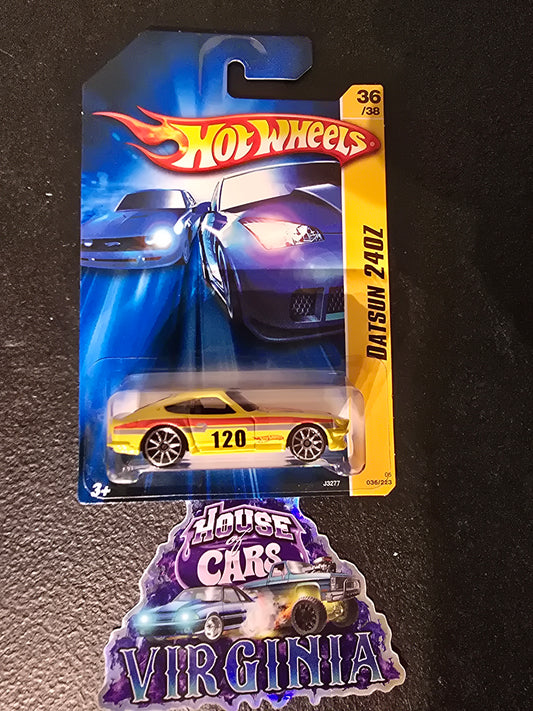 36
/38
HOT WHEELS
DATSUN 240Z
120
3+
J3277
06
036/223
HOUSE
of
CARS
VIRGINIA